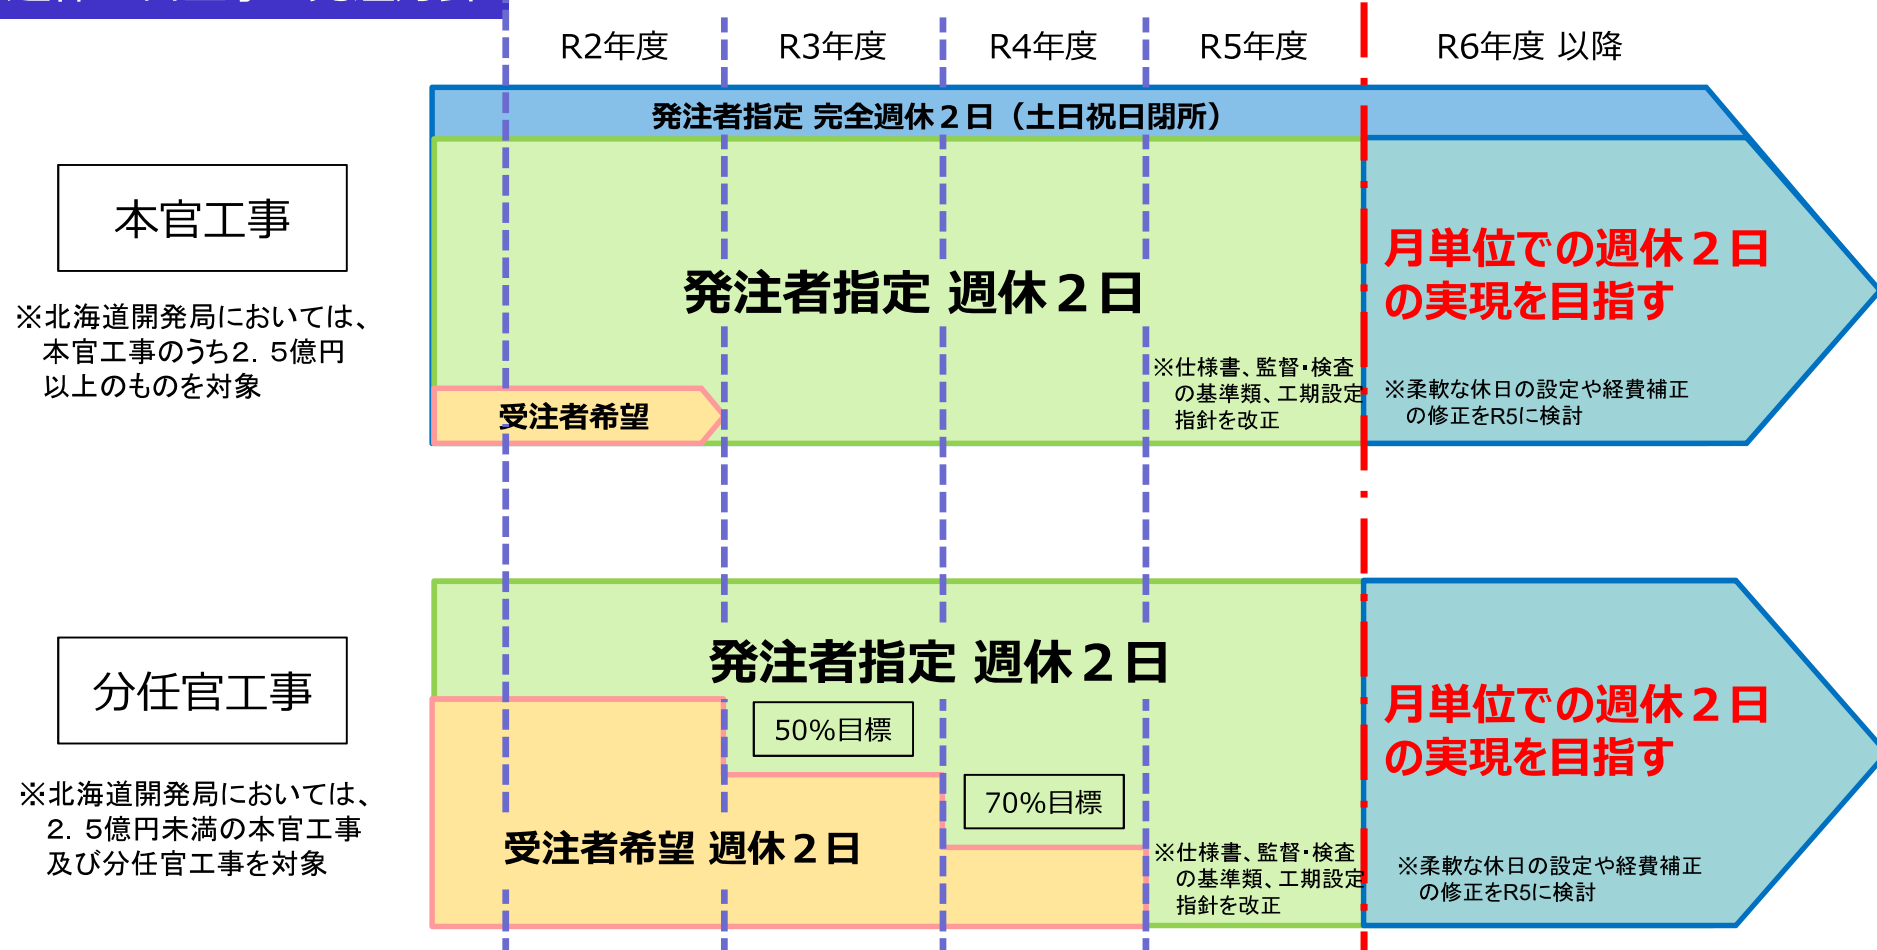 R2年度
R3年度
R4年度
R5年度
R6年度 以降
発注者指定 完全週休２日（土日祝日閉所）
本官工事
※北海道開発局においては、
本官工事のうち2．5億円
以上のものを対象
発注者指定 週休２日
受注者希望
※仕様書、監督・検査
の基準類、工期設定
指針を改正
月単位での週休２日
の実現を目指す
※柔軟な休日の設定や経費補正
の修正をR5に検討
分任官工事
※北海道開発局においては、
2．5億円未満の本官工事
及び分任官工事を対象
発注者指定 週休２日
50%目標
70%目標
受注者希望 週休２日
※仕様書、監督・検査
の基準類、工期設定
指針を改正
月単位での週休２日
の実現を目指す
※柔軟な休日の設定や経費補正
の修正をR5に検討